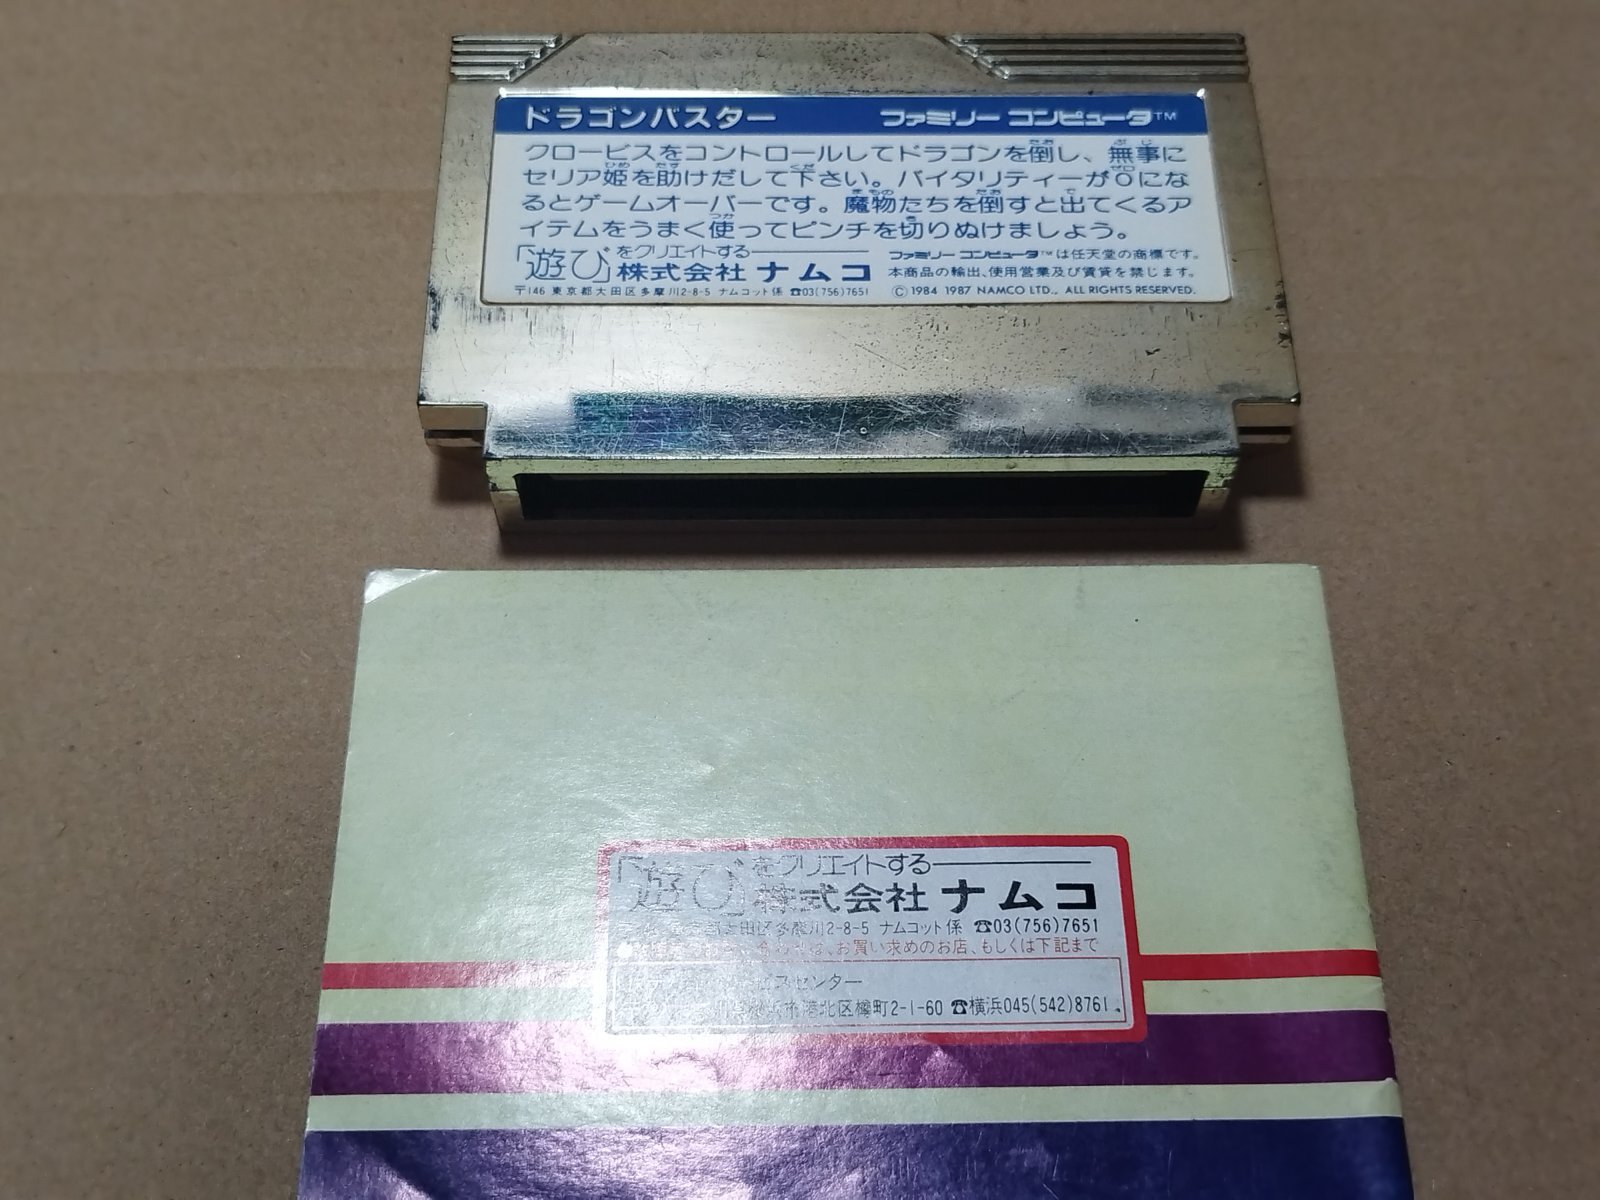 ドラゴンバスター ファミリー コンピュータ™
クロービスをコントロールしてドラゴンを倒し、無事に
セリア姫を助けだして下さい。バイタリティーが0にな
るとゲームオーバーです。魔物たちを倒すと出てくるア
イテムをうまく使ってピンチを切りぬけましょう。
「遊び」をクリエイトする
株式会社 ナムコ
〒146 東京都大田区多摩川2-8-5 ナムコット係 ☎03(756)7651
ファミリー コンピュータ™は任天堂の商標です。
本商品の輸出、使用営業及び賃貸を禁じます。
© 1984 1987 NAMCO LTD., ALL RIGHTS RESERVED.
「遊び」をクリエイトする
株式会社 ナムコ
田区多摩川2-8-5 ナムコット係 ☎03(756)7651
は、お買い求めのお店、もしくは下記まで
ビスセンター
港北区樽町2-1-60 ☎横浜045(542)8761